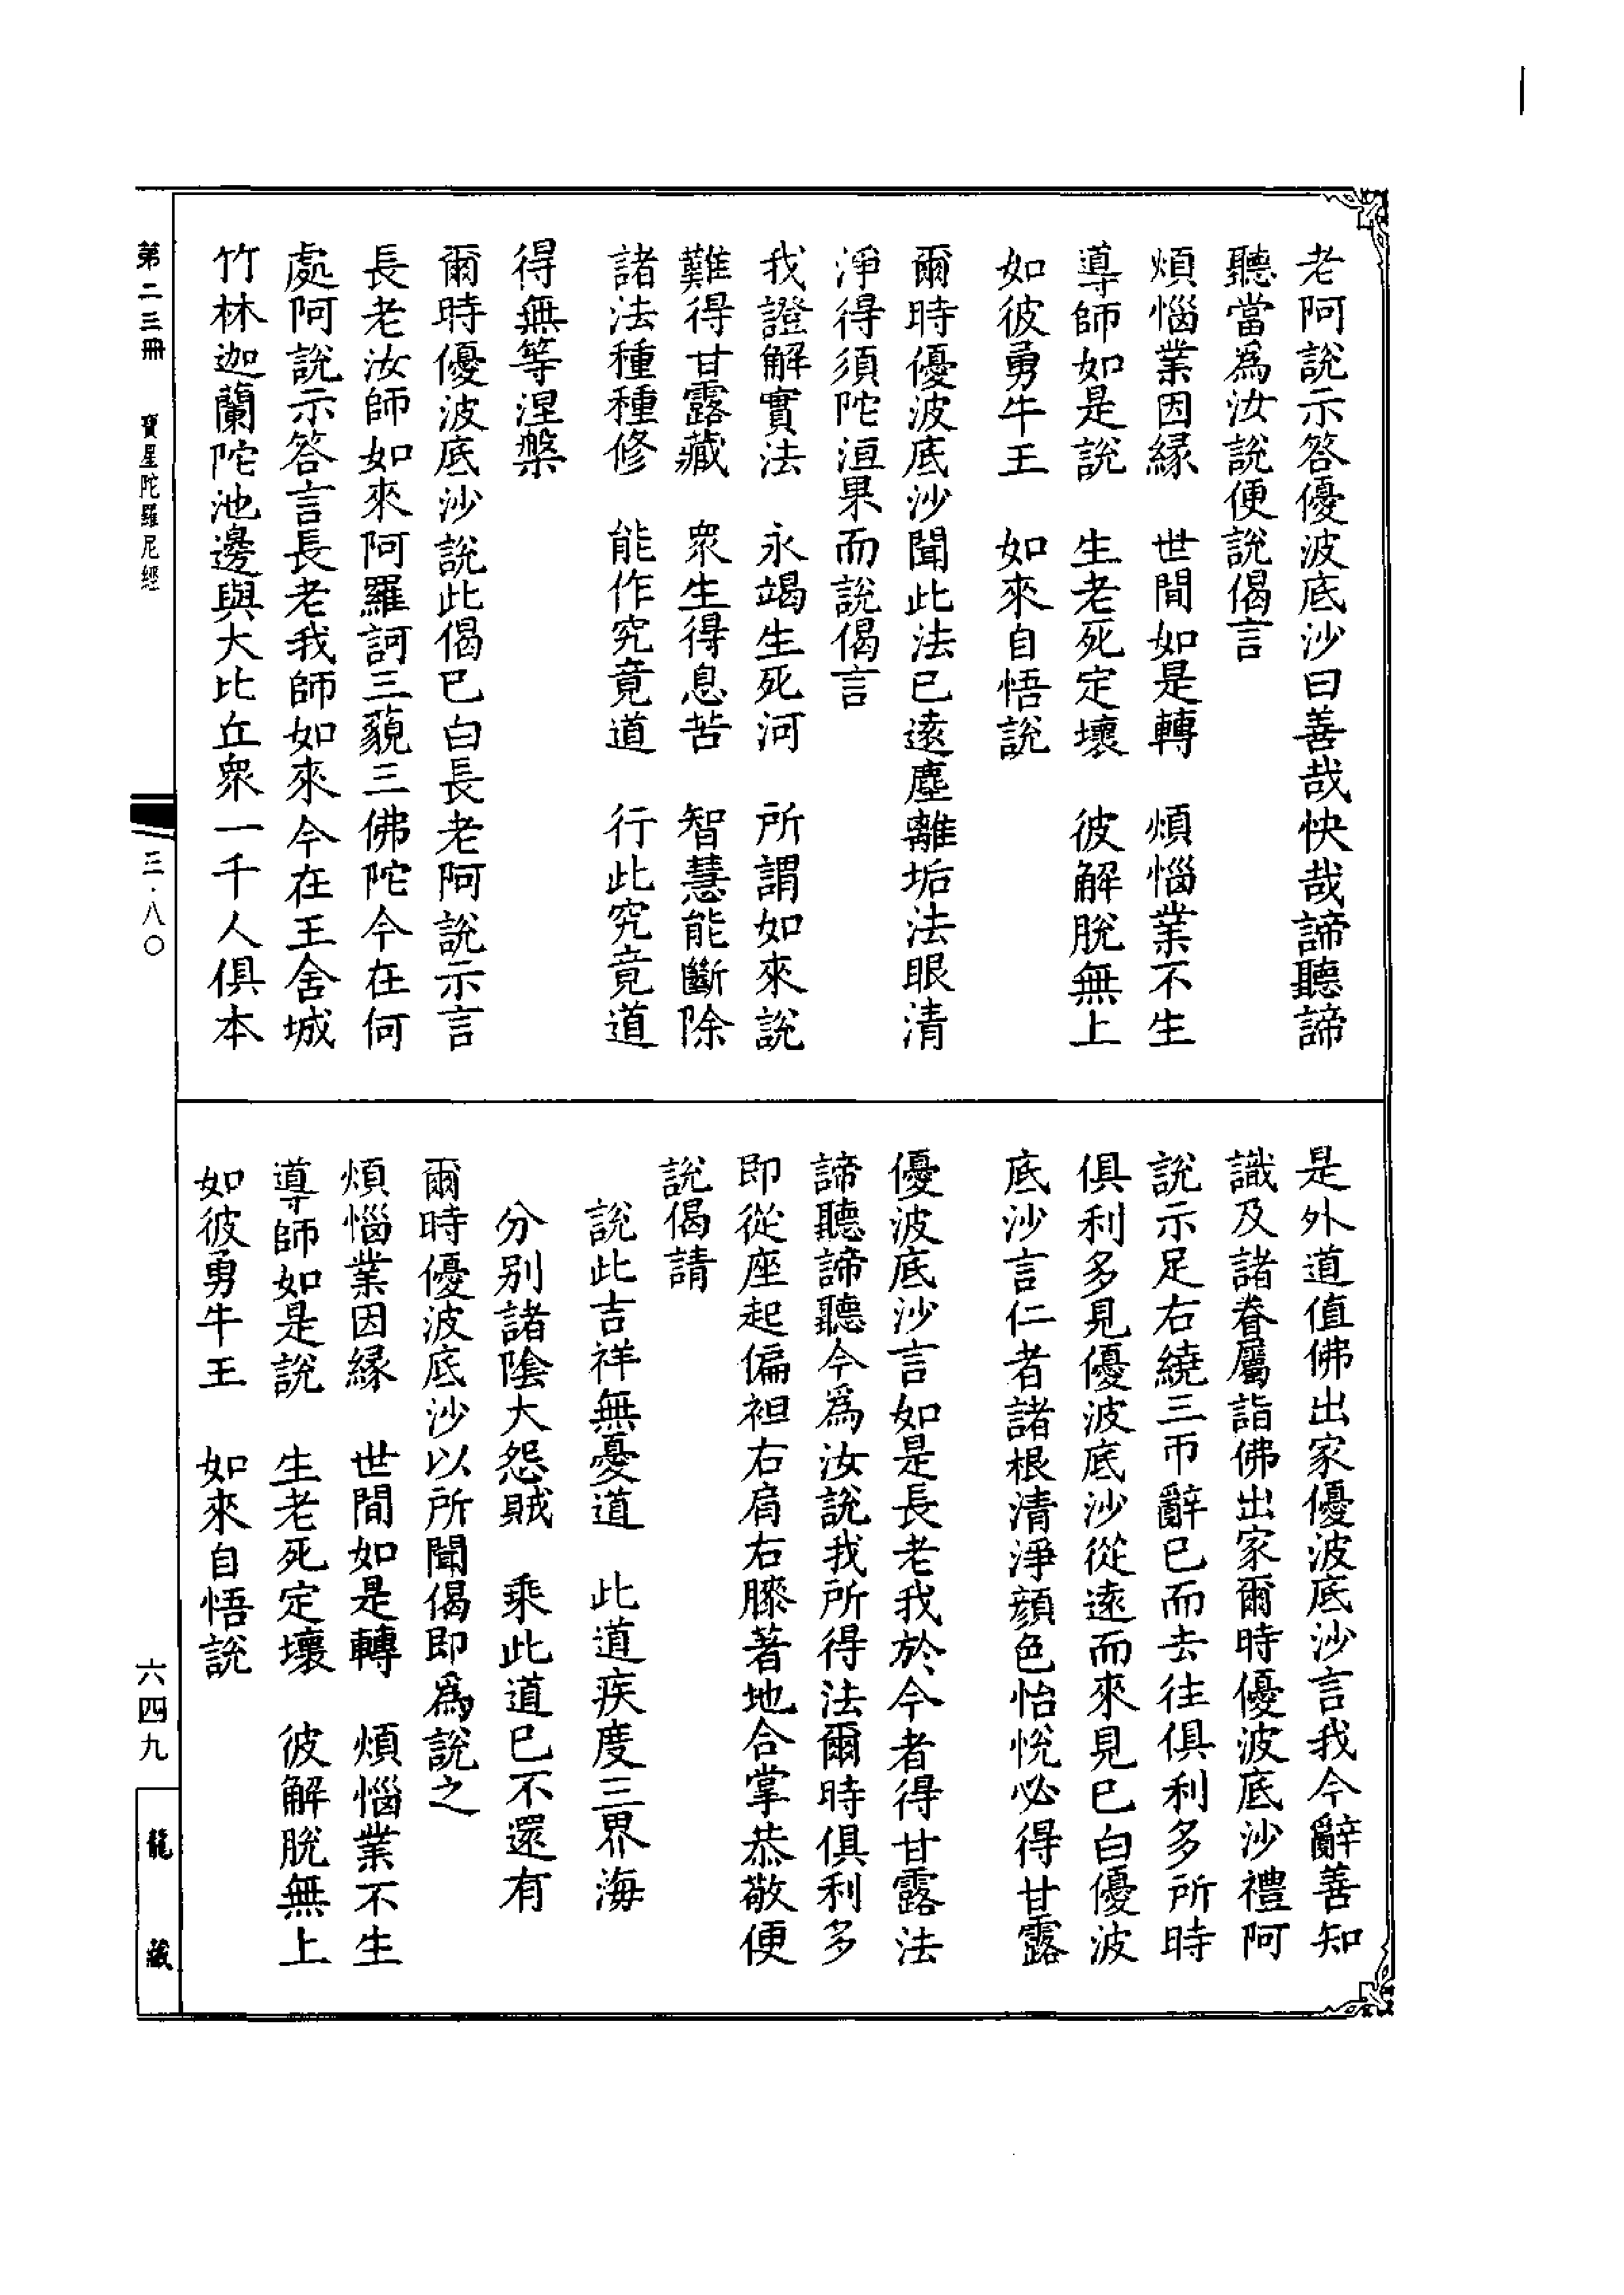 老阿說示答優波底沙曰善哉快哉諦聽諦
聽當爲汝說便說偈言
煩惱業因緣　世間如是轉　煩惱業不生
導師如是說　生老死定壞　彼解脫無上
如彼勇牛王　如來自悟說
爾時優波底沙聞此法已遠塵離垢法眼清
淨得須陀洹果而說偈言
我證解實法　永竭生死河　所謂如來說
難得甘露藏　衆生得息苦　智慧能斷除
諸法種種修　能作究竟道　行此究竟道
得無等涅槃
爾時優波底沙說此偈已白長老阿說示言
長老汝師如來阿羅訶三藐三佛陀今在何
處阿說示答言長老我師如來今在王舍城
竹林迦蘭陀池邊與大比丘衆一千人俱本
是外道值佛出家優波底沙言我今辭善知
識及諸眷屬詣佛出家爾時優波底沙禮阿
說示足右繞三帀辭已而去往俱利多所時
俱利多見優波底沙從遠而來見已白優波
底沙言仁者諸根清淨顏色怡悅必得甘露
優波底沙言如是長老我於今者得甘露法
諦聽諦聽今爲汝說我所得法爾時俱利多
即從座起偏袒右肩右膝著地合掌恭敬便
說偈請
說此吉祥無憂道　此道疾度三界海
分別諸陰大怨賊　乘此道已不還有
爾時優波底沙以所聞偈即爲說之
煩惱業因緣　世間如是轉　煩惱業不生
導師如是說　生老死定壞　彼解脫無上
如彼勇牛王　如來自悟說
第二三冊　寶星陀羅尼經　三·八〇　六四九
龍藏